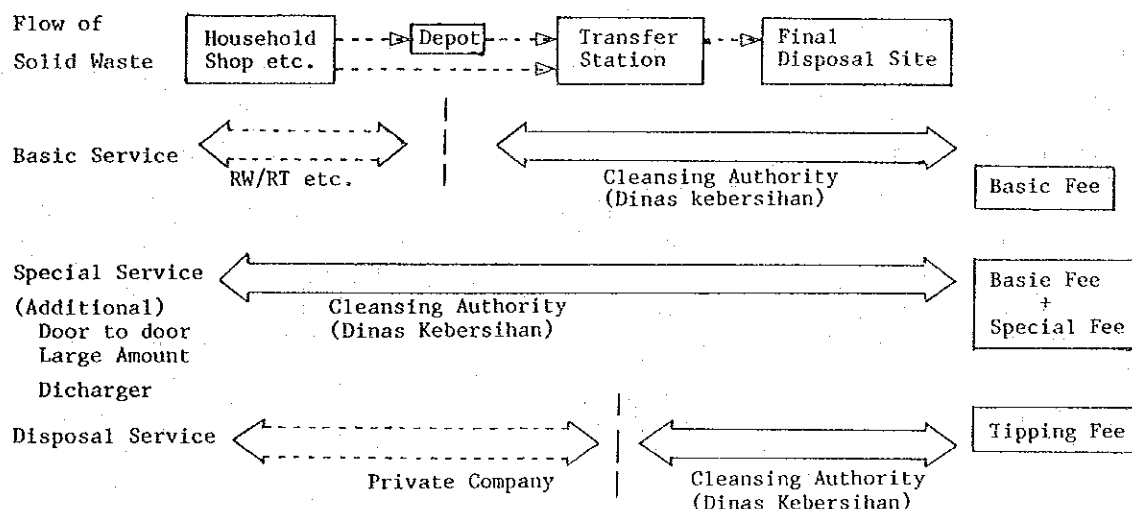 Flow of
Solid Waste
Household
Shop etc.
Depot
Transfer
Station
Final
Disposal Site
Basic Service
RW/RT etc.
Cleansing Authority
(Dinas kebersihan)
Basic Fee
Special Service
(Additional)
Door to door
Large Amount
Dicharger
Cleansing Authority
(Dinas Kebersihan)
Basie Fee
+
Special Fee
Disposal Service
Private Company
Cleansing Authority
(Dinas Kebersihan)
Tipping Fee